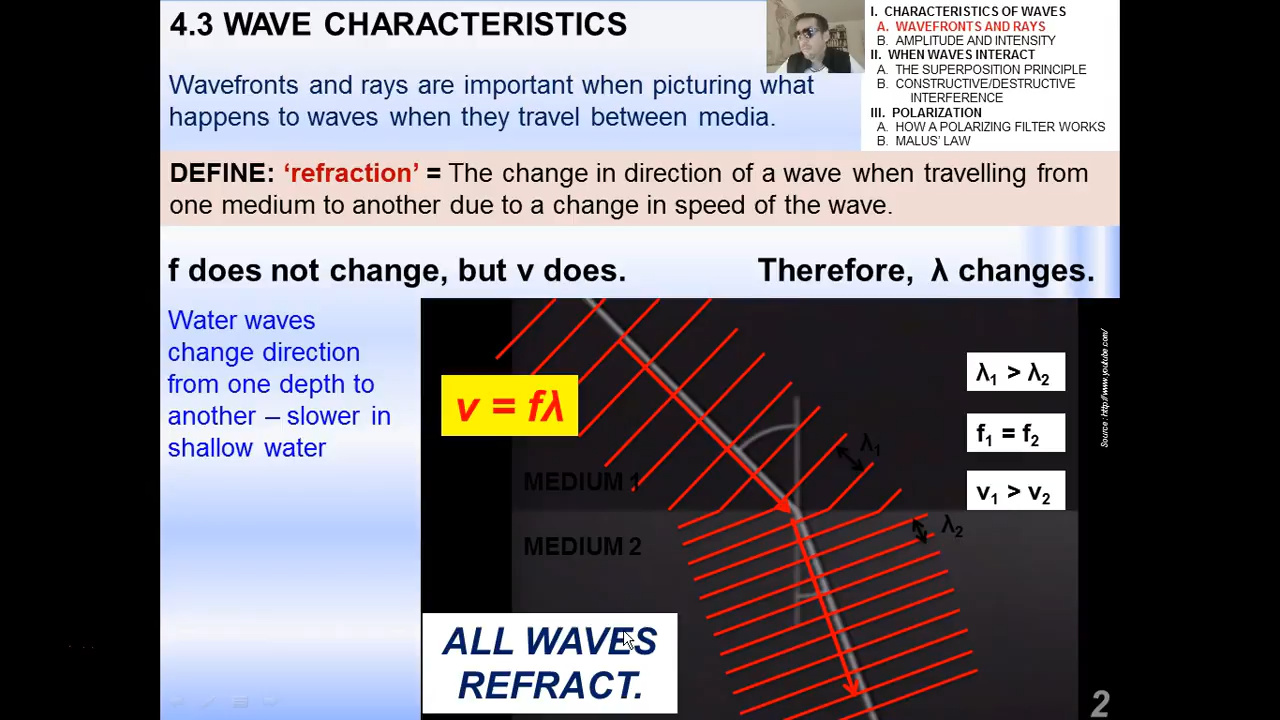 4.3 WAVE CHARACTERISTICS
I. CHARACTERISTICS OF WAVES
A. WAVEFRONTS AND RAYS
B. AMPLITUDE AND INTENSITY
II. WHEN WAVES INTERACT
A. THE SUPERPOSITION PRINCIPLE
B. CONSTRUCTIVE/DESTRUCTIVE
INTERFERENCE
III. POLARIZATION
A. HOW A POLARIZING FILTER WORKS
B. MALUS' LAW
Wavefronts and rays are important when picturing what
happens to waves when they travel between media.
DEFINE: ‘refraction’ = The change in direction of a wave when travelling from
one medium to another due to a change in speed of the wave.
f does not change, but v does. Therefore, λ changes.
Water waves
change direction
from one depth to
another – slower in
shallow water
v = fλ
λ₁ > λ₂
f₁ = f₂
v₁ > v₂
λ₁
MEDIUM 1
λ₂
MEDIUM 2
Source: http://www.youtube.com/
ALL WAVES
REFRACT.
2